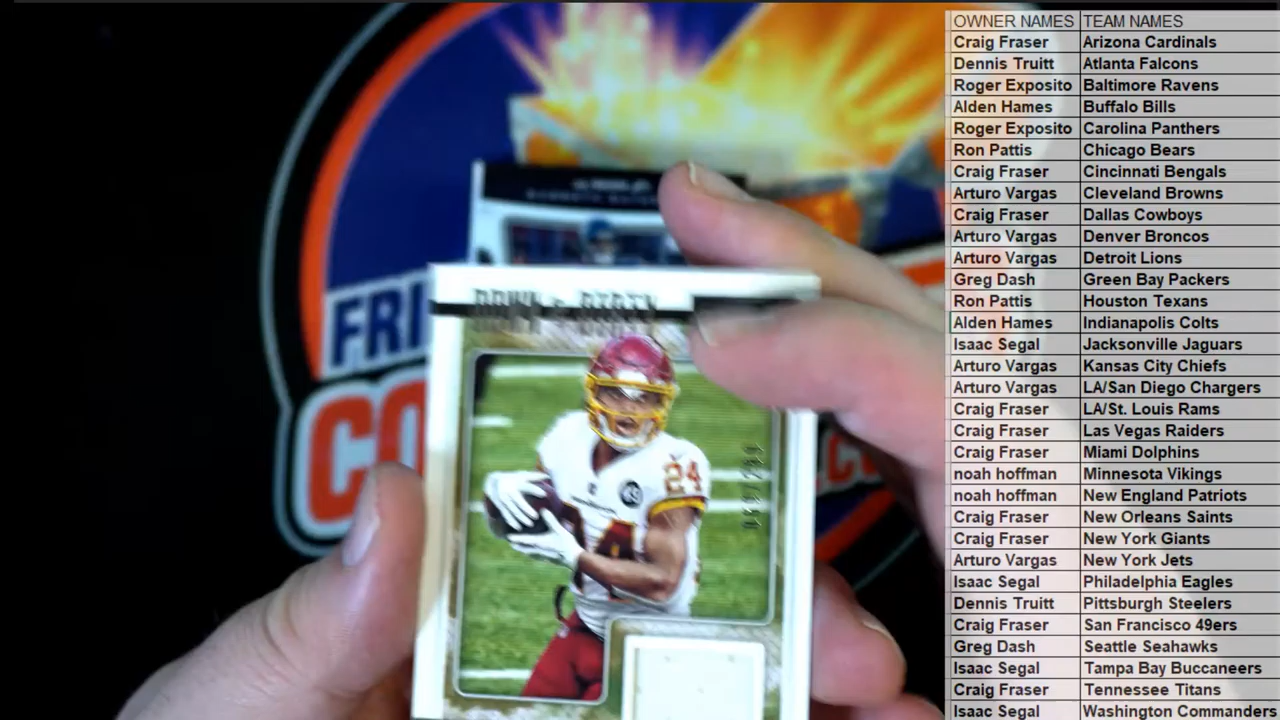 OWNER NAMES TEAM NAMES
Craig Fraser Arizona Cardinals
Dennis Truitt Atlanta Falcons
Roger Exposito Baltimore Ravens
Alden Hames Buffalo Bills
Roger Exposito Carolina Panthers
Ron Pattis Chicago Bears
Craig Fraser Cincinnati Bengals
Arturo Vargas Cleveland Browns
Craig Fraser Dallas Cowboys
Arturo Vargas Denver Broncos
Arturo Vargas Detroit Lions
Greg Dash Green Bay Packers
Ron Pattis Houston Texans
Alden Hames Indianapolis Colts
Isaac Segal Jacksonville Jaguars
Arturo Vargas Kansas City Chiefs
Arturo Vargas LA/San Diego Chargers
Craig Fraser LA/St. Louis Rams
Craig Fraser Las Vegas Raiders
Craig Fraser Miami Dolphins
noah hoffman Minnesota Vikings
noah hoffman New England Patriots
Craig Fraser New Orleans Saints
Craig Fraser New York Giants
Arturo Vargas New York Jets
Isaac Segal Philadelphia Eagles
Dennis Truitt Pittsburgh Steelers
Craig Fraser San Francisco 49ers
Greg Dash Seattle Seahawks
Isaac Segal Tampa Bay Buccaneers
Craig Fraser Tennessee Titans
Isaac Segal Washington Commanders
FRI
CO
DOWN & DIRTY
24